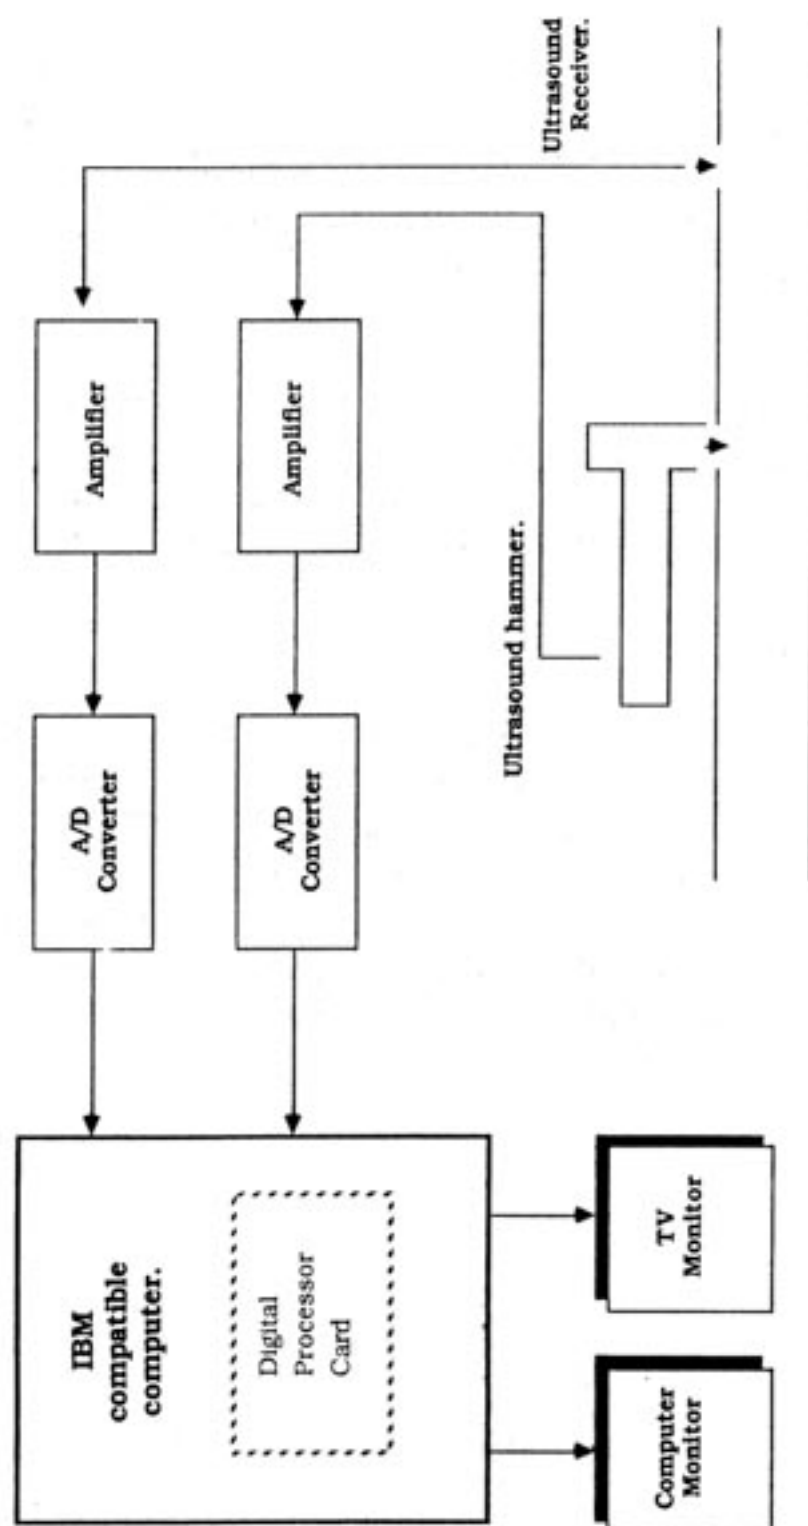 IBM
compatible
computer.
Digital
Processor
Card
A/D
Converter
Amplifier
A/D
Converter
Amplifier
Ultrasound
Receiver.
Ultrasound hammer.
Computer
Monitor
TV
Monitor